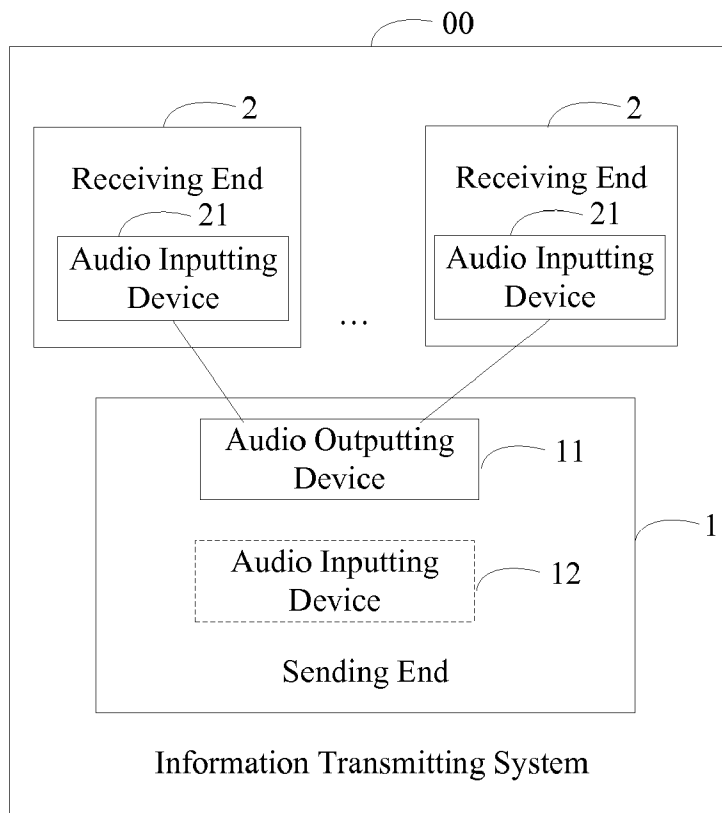 00
2
2
Receiving End
Receiving End
21
21
Audio Inputting
Device
Audio Inputting
Device
...
Audio Outputting
Device
11
1
Audio Inputting
Device
12
Sending End
Information Transmitting System